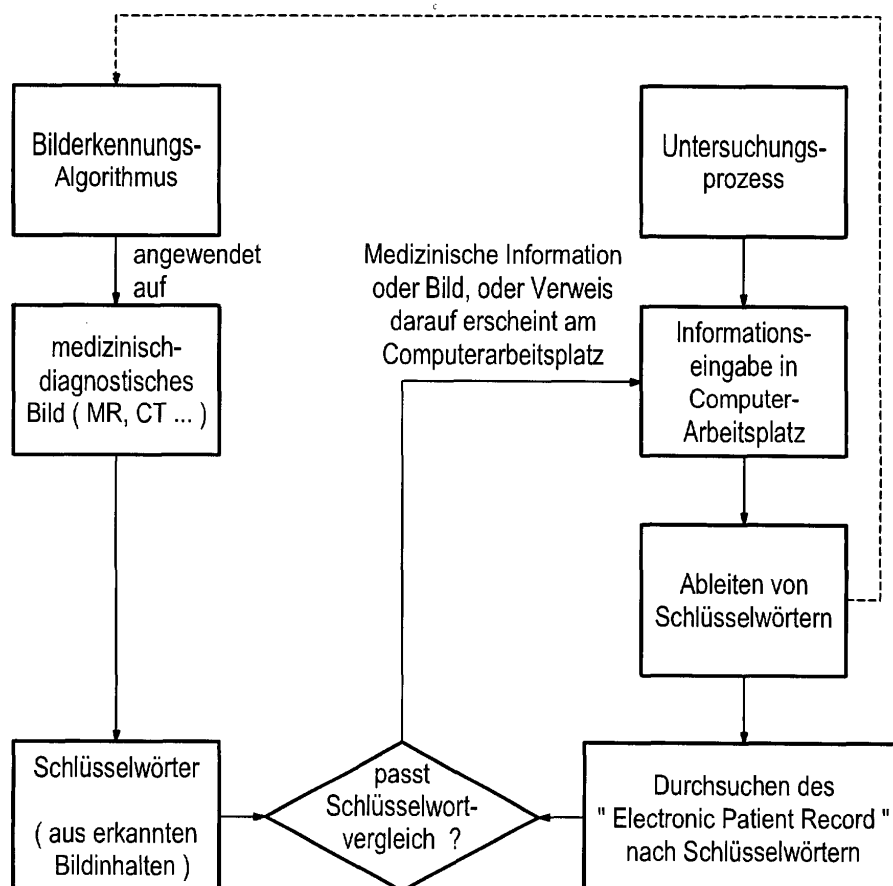 Bilderkennungs-
Algorithmus
angewendet
auf
medizinisch-
diagnostisches
Bild ( MR, CT ... )
Schlüsselwörter
( aus erkannten
Bildinhalten )
Medizinische Information
oder Bild, oder Verweis
darauf erscheint am
Computerarbeitsplatz
passt
Schlüsselwort-
vergleich ?
Untersuchungs-
prozess
Informations-
eingabe in
Computer-
Arbeitsplatz
Ableiten von
Schlüsselwörtern
Durchsuchen des
" Electronic Patient Record "
nach Schlüsselwörtern